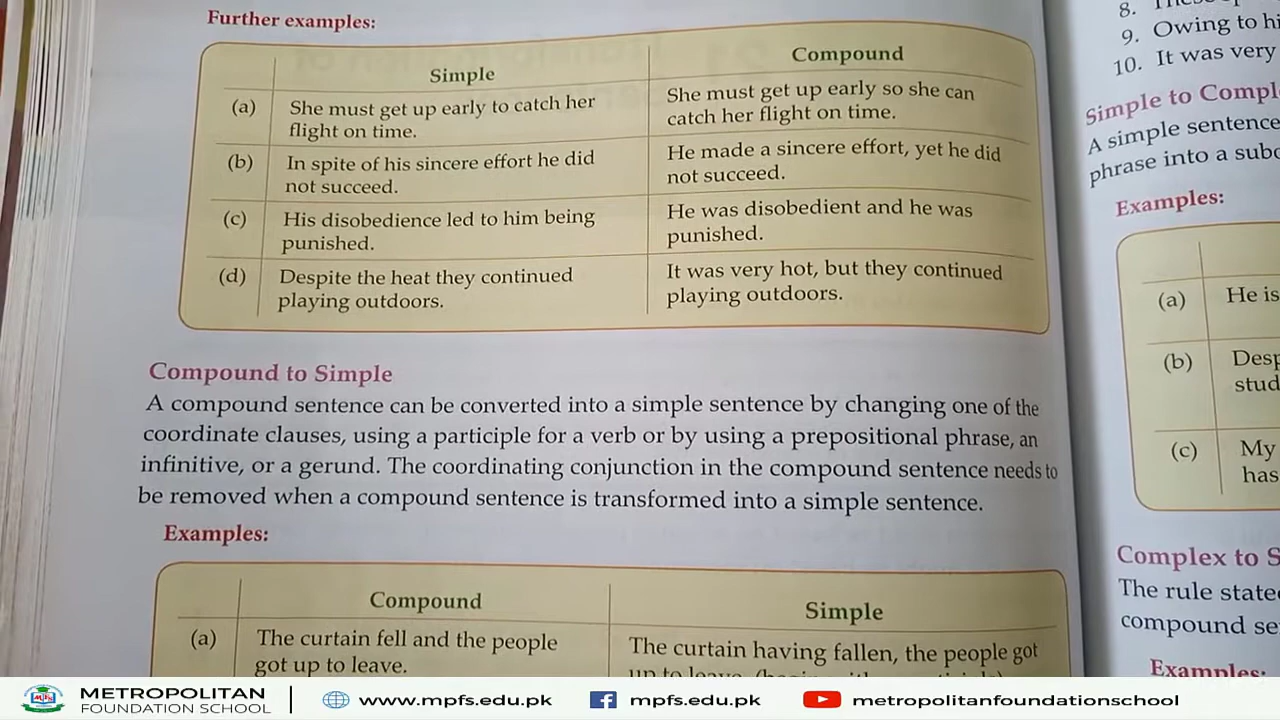 Further examples:
Simple
Compound
(a) She must get up early to catch her
flight on time.
She must get up early so she can
catch her flight on time.
(b) In spite of his sincere effort he did
not succeed.
He made a sincere effort, yet he did
not succeed.
(c) His disobedience led to him being
punished.
He was disobedient and he was
punished.
(d) Despite the heat they continued
playing outdoors.
It was very hot, but they continued
playing outdoors.
Compound to Simple
A compound sentence can be converted into a simple sentence by changing one of the
coordinate clauses, using a participle for a verb or by using a prepositional phrase, an
infinitive, or a gerund. The coordinating conjunction in the compound sentence needs to
be removed when a compound sentence is transformed into a simple sentence.
Examples:
Compound
Simple
(a) The curtain fell and the people
got up to leave.
The curtain having fallen, the people got
up to leave
8.
9. Owing to
10. It was very
Simple to
A simple sentence
phrase into a
Examples:
(a) He is
(b)
(c) My
has
Complex to
The rule
compound
Examples:
METROPOLITAN
FOUNDATION SCHOOL
www.mpfs.edu.pk
mpfs.edu.pk
metropolitanfoundationschool